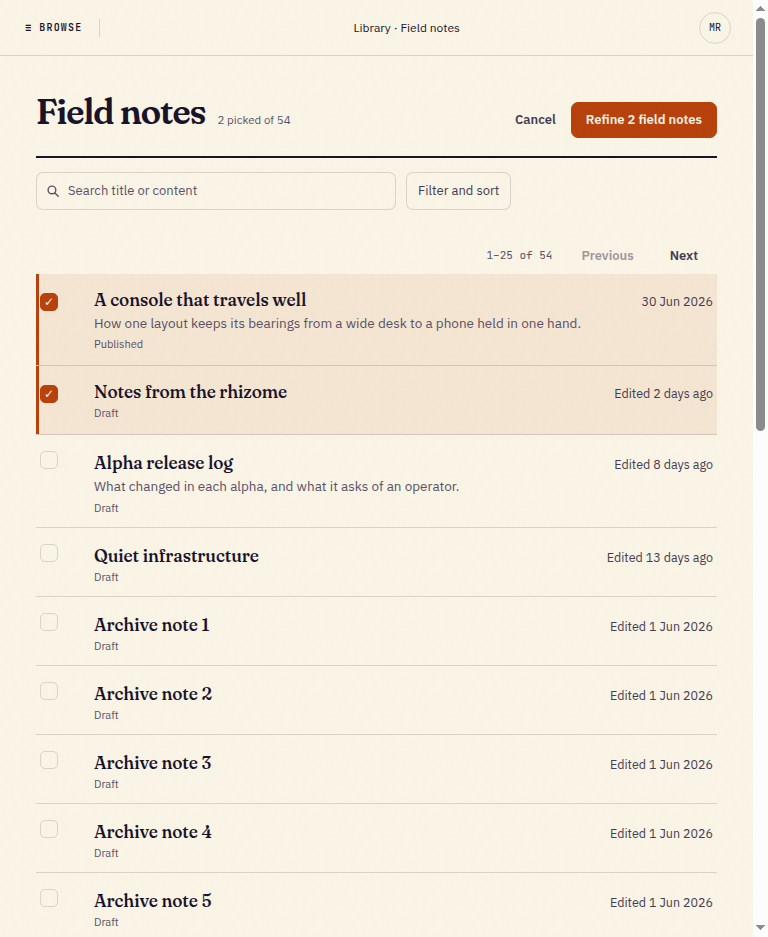 ≡ BROWSE
Library · Field notes
MR
Field notes
2 picked of 54
Cancel
Refine 2 field notes
Search title or content
Filter and sort
1–25 of 54
Previous
Next
✓
A console that travels well
30 Jun 2026
How one layout keeps its bearings from a wide desk to a phone held in one hand.
Published
✓
Notes from the rhizome
Edited 2 days ago
Draft
Alpha release log
Edited 8 days ago
What changed in each alpha, and what it asks of an operator.
Draft
Quiet infrastructure
Edited 13 days ago
Draft
Archive note 1
Edited 1 Jun 2026
Draft
Archive note 2
Edited 1 Jun 2026
Draft
Archive note 3
Edited 1 Jun 2026
Draft
Archive note 4
Edited 1 Jun 2026
Draft
Archive note 5
Edited 1 Jun 2026
Draft